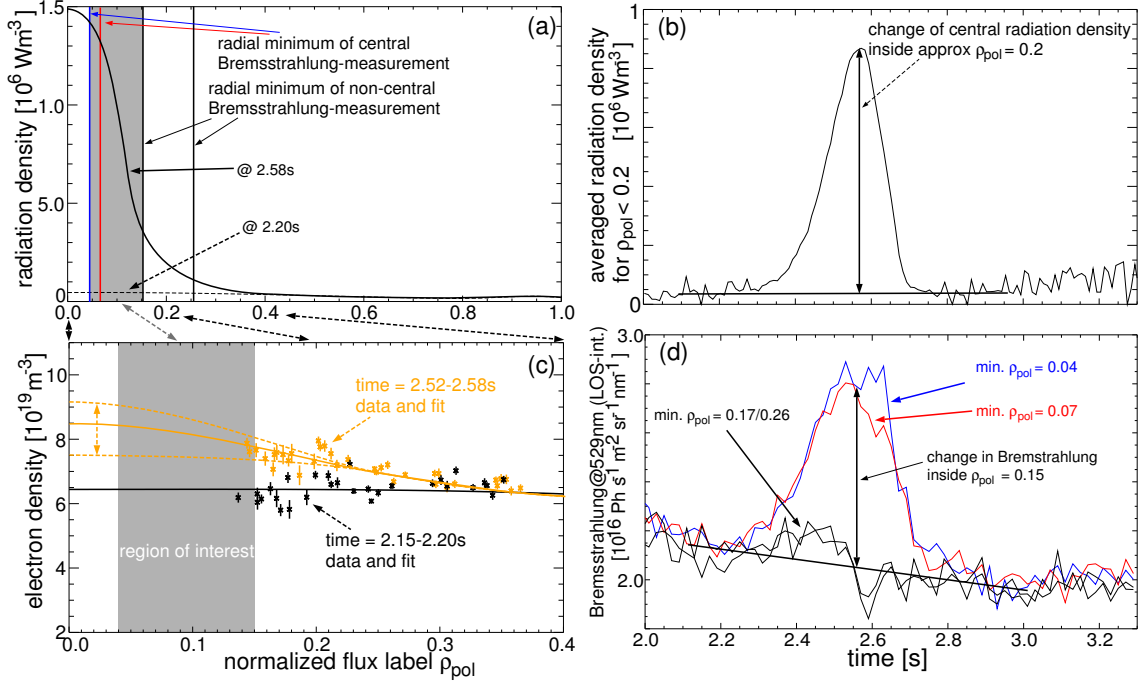 (a)
radiation density [10⁶ Wm⁻³]
1.5
1.0
5.0
0
radial minimum of central
Bremsstrahlung-measurement
radial minimum of non-central
Bremsstrahlung-measurement
@ 2.58s
@ 2.20s
0.0 0.2 0.4 0.6 0.8 1.0
(b)
averaged radiation density
for ρpol < 0.2 [10⁶ Wm⁻³]
1
0
change of central radiation density
inside approx ρpol = 0.2
(c)
electron density [10¹⁹ m⁻³]
10
8
6
4
2
time = 2.52-2.58s
data and fit
time = 2.15-2.20s
data and fit
region of interest
0.0 0.1 0.2 0.3 0.4
normalized flux label ρpol
(d)
Bremsstrahlung@529nm (LOS-int.)
[10¹⁶ Ph s⁻¹ m⁻² sr⁻¹ nm⁻¹]
3.0
2.0
min. ρpol = 0.04
min. ρpol = 0.07
min. ρpol = 0.17/0.26
change in Bremsstrahlung
inside ρpol = 0.15
2.0 2.2 2.4 2.6 2.8 3.0 3.2
time [s]